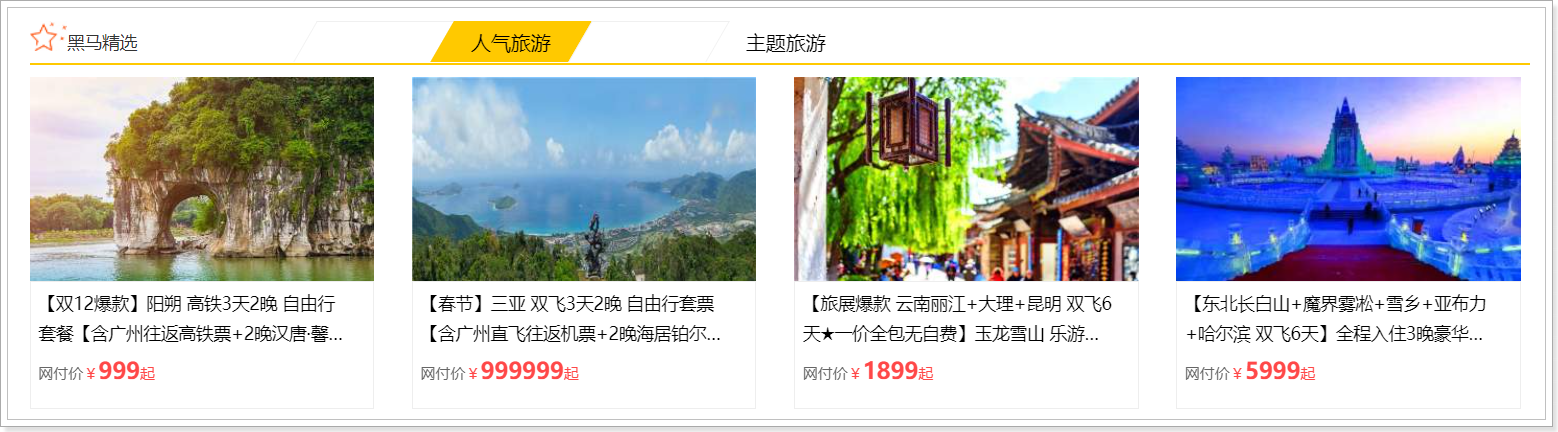 黑马精选
人气旅游
主题旅游
【双12爆款】阳朔 高铁3天2晚 自由行
套餐【含广州往返高铁票+2晚汉唐·馨...
网付价￥999起
【春节】三亚 双飞3天2晚 自由行套票
【含广州直飞往返机票+2晚海居铂尔...
网付价￥999999起
【旅展爆款 云南丽江+大理+昆明 双飞6
天★一价全包无自费】玉龙雪山 乐游...
网付价￥1899起
【东北长白山+魔界雾凇+雪乡+亚布力
+哈尔滨 双飞6天】全程入住3晚豪华...
网付价￥5999起